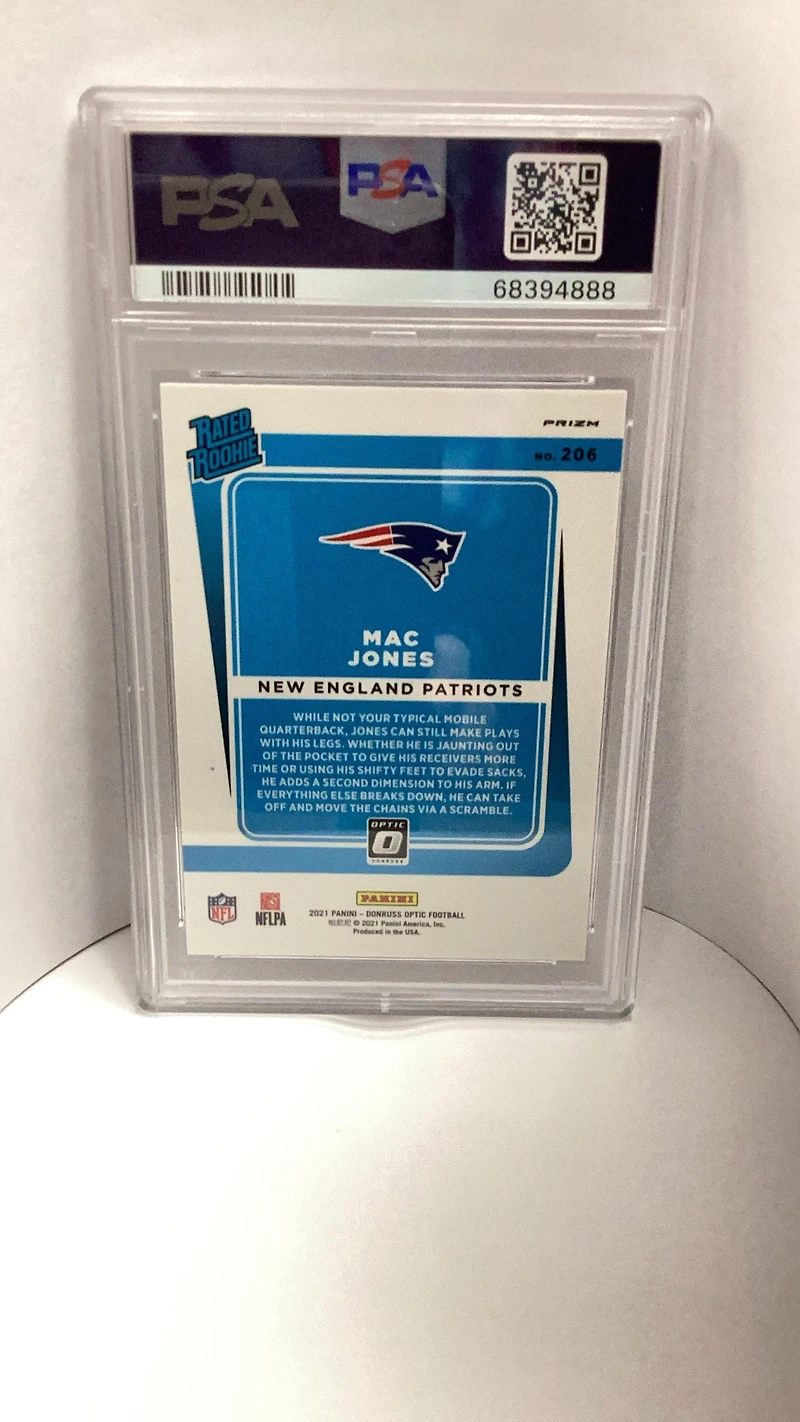 PSA
PSA
68394888
RATED
ROOKIE
PRIZM
NO. 206
MAC
JONES
NEW ENGLAND PATRIOTS
WHILE NOT YOUR TYPICAL MOBILE
QUARTERBACK, JONES CAN STILL MAKE PLAYS
WITH HIS LEGS. WHETHER HE IS JAUNTING OUT
OF THE POCKET TO GIVE HIS RECEIVERS MORE
TIME OR USING HIS SHIFTY FEET TO EVADE SACKS,
HE ADDS A SECOND DIMENSION TO HIS ARM. IF
EVERYTHING ELSE BREAKS DOWN, HE CAN TAKE
OFF AND MOVE THE CHAINS VIA A SCRAMBLE.
OPTIC
O
DONRUSS
NFL
NFLPA
PANINI
2021 PANINI – DONRUSS OPTIC FOOTBALL
帕尼尼 © 2021 Panini America, Inc.
Produced in the USA.